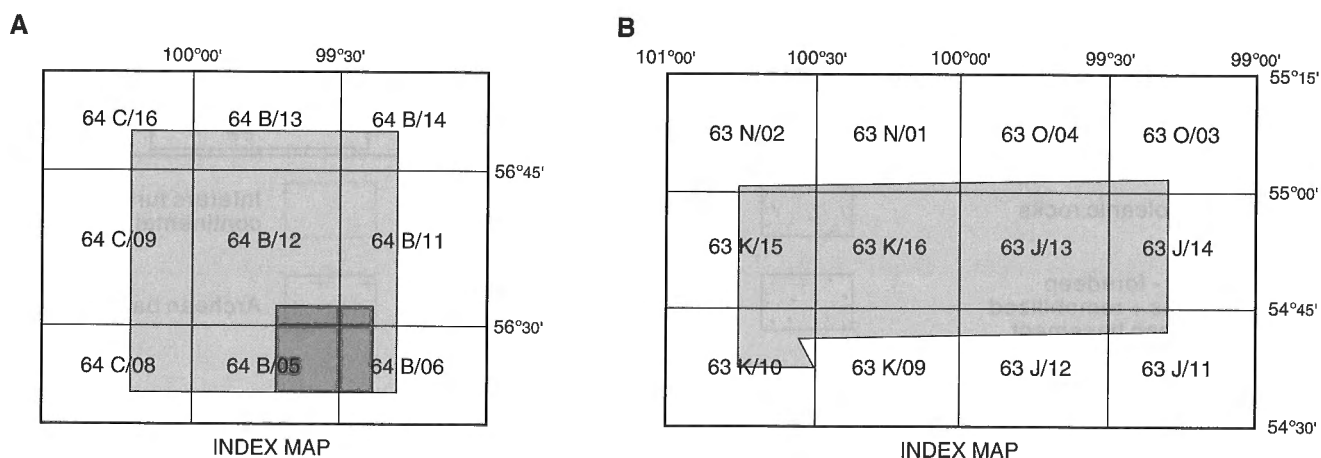 A
100°00' 99°30'
64 C/16 64 B/13 64 B/14
56°45'
64 C/09 64 B/12 64 B/11
56°30'
64 C/08 64 B/05 64 B/06
INDEX MAP
B
101°00' 100°30' 100°00' 99°30' 99°00'
55°15'
63 N/02 63 N/01 63 O/04 63 O/03
55°00'
63 K/15 63 K/16 63 J/13 63 J/14
54°45'
63 K/10 63 K/09 63 J/12 63 J/11
54°30'
INDEX MAP